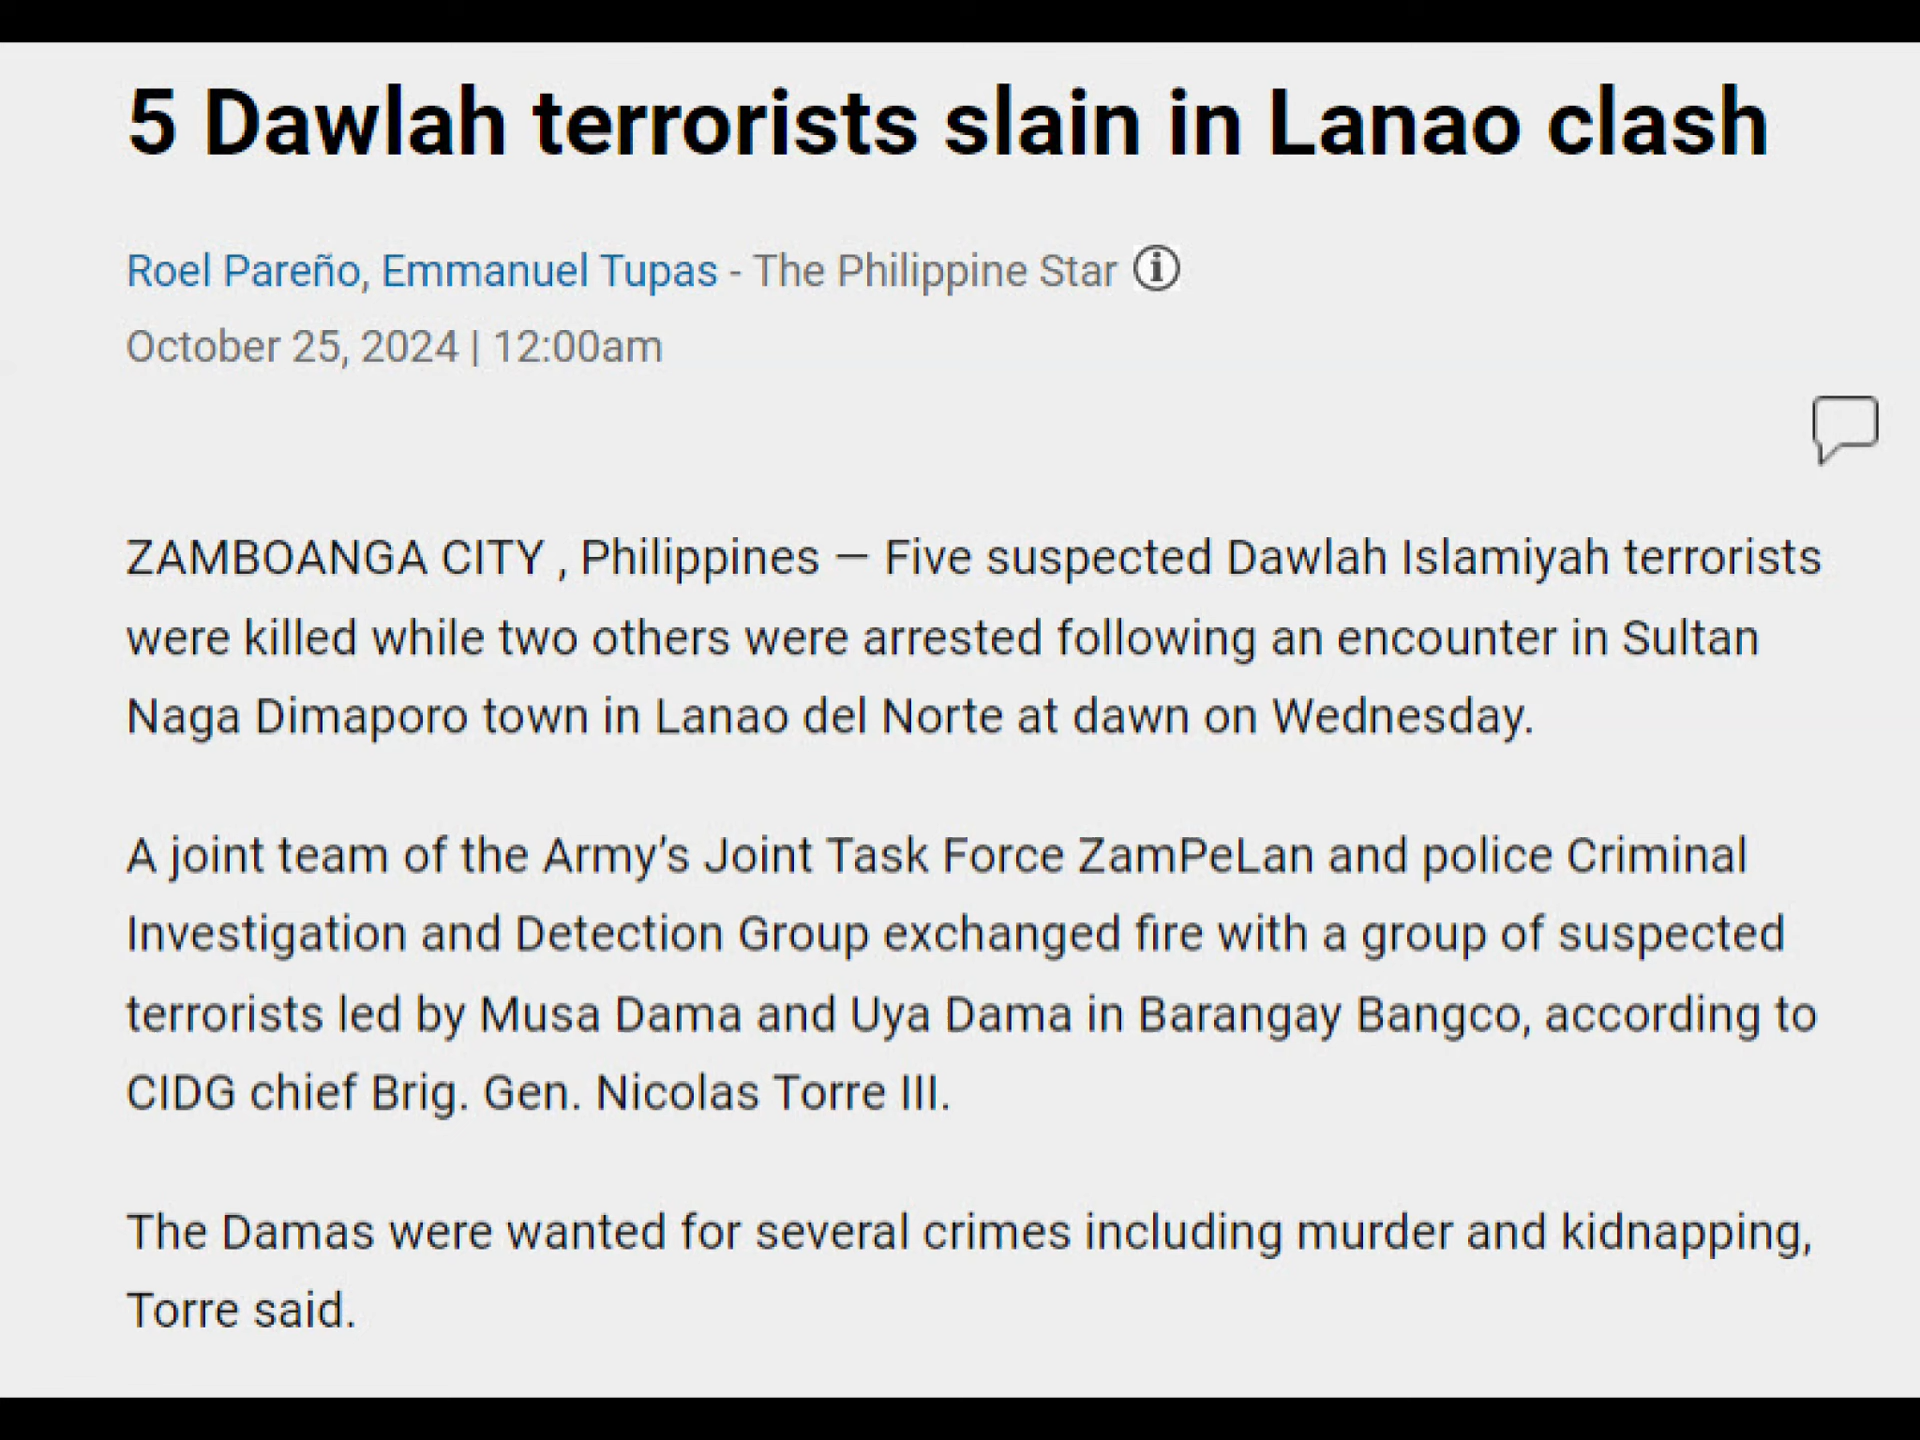 5 Dawlah terrorists slain in Lanao clash
Roel Pareño, Emmanuel Tupas - The Philippine Star
October 25, 2024 | 12:00am
ZAMBOANGA CITY , Philippines — Five suspected Dawlah Islamiyah terrorists
were killed while two others were arrested following an encounter in Sultan
Naga Dimaporo town in Lanao del Norte at dawn on Wednesday.
A joint team of the Army’s Joint Task Force ZamPeLan and police Criminal
Investigation and Detection Group exchanged fire with a group of suspected
terrorists led by Musa Dama and Uya Dama in Barangay Bangco, according to
CIDG chief Brig. Gen. Nicolas Torre III.
The Damas were wanted for several crimes including murder and kidnapping,
Torre said.